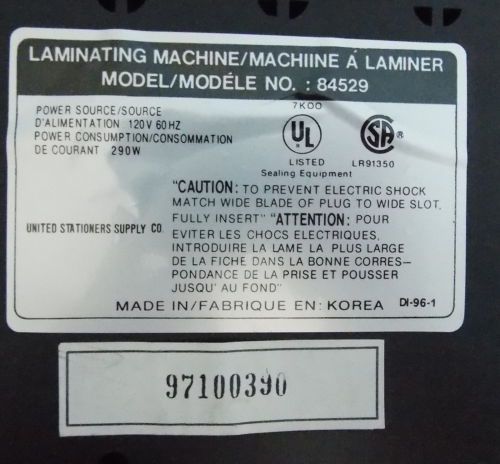 LAMINATING MACHINE/MACHIINE À LAMINER
MODEL/MODÉLE NO. : 84529
POWER SOURCE/SOURCE
D'ALIMENTATION 120V 60HZ
POWER CONSUMPTION/CONSOMMATION
DE COURANT 290W
7K00
UL
LISTED
Sealing Equipment
SA ®
LR91350
UNITED STATIONERS SUPPLY CO.
"CAUTION: TO PREVENT ELECTRIC SHOCK
MATCH WIDE BLADE OF PLUG TO WIDE SLOT,
FULLY INSERT" "ATTENTION: POUR
EVITER LES CHOCS ELECTRIQUES,
INTRODUIRE LA LAME LA PLUS LARGE
DE LA FICHE DANS LA BONNE CORRES-
PONDANCE DE LA PRISE ET POUSSER
JUSQU' AU FOND"
MADE IN/FABRIQUE EN: KOREA
DI-96-1
97100390